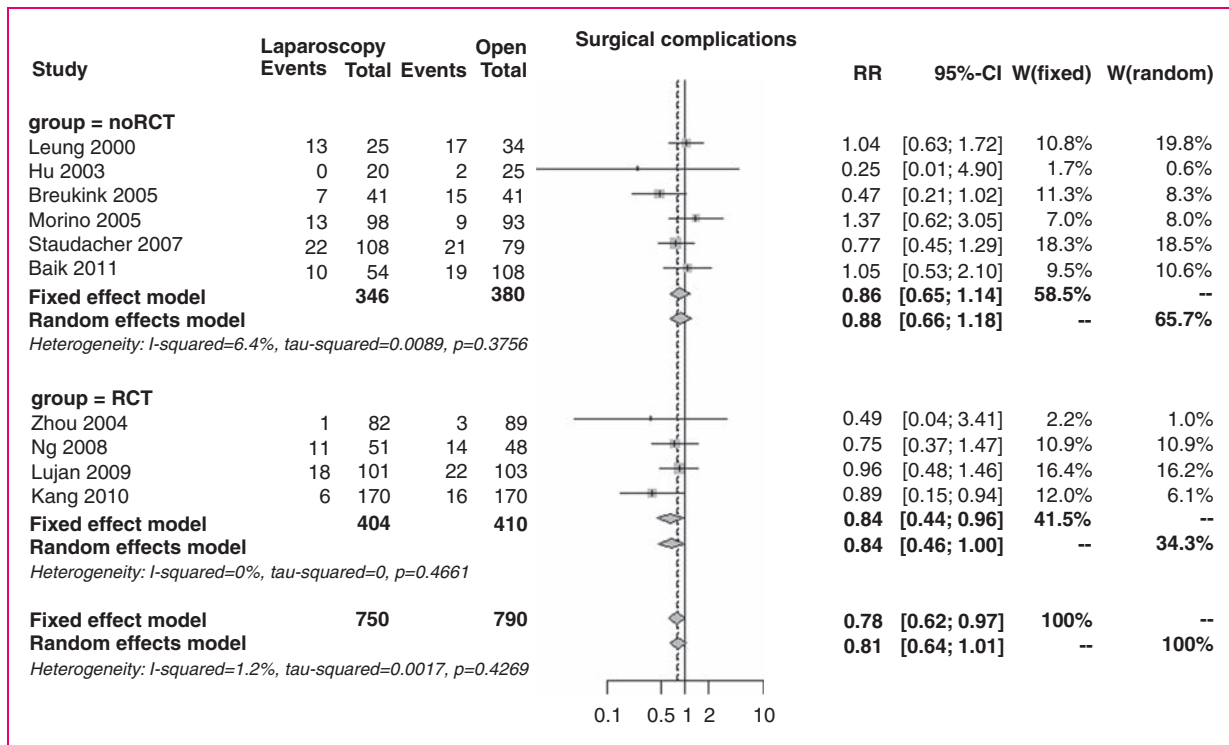 Surgical complications
Laparoscopy Open
Study Events Total Events Total RR 95%-CI W(fixed) W(random)
group = noRCT
Leung 2000 13 25 17 34 1.04 [0.63; 1.72] 10.8% 19.8%
Hu 2003 0 20 2 25 0.25 [0.01; 4.90] 1.7% 0.6%
Breukink 2005 7 41 15 41 0.47 [0.21; 1.02] 11.3% 8.3%
Morino 2005 13 98 9 93 1.37 [0.62; 3.05] 7.0% 8.0%
Staudacher 2007 22 108 21 79 0.77 [0.45; 1.29] 18.3% 18.5%
Baik 2011 10 54 19 108 1.05 [0.53; 2.10] 9.5% 10.6%
Fixed effect model 346 380 0.86 [0.65; 1.14] 58.5% --
Random effects model 0.88 [0.66; 1.18] -- 65.7%
Heterogeneity: I-squared=6.4%, tau-squared=0.0089, p=0.3756
group = RCT
Zhou 2004 1 82 3 89 0.49 [0.04; 3.41] 2.2% 1.0%
Ng 2008 11 51 14 48 0.75 [0.37; 1.47] 10.9% 10.9%
Lujan 2009 18 101 22 103 0.96 [0.48; 1.46] 16.4% 16.2%
Kang 2010 6 170 16 170 0.89 [0.15; 0.94] 12.0% 6.1%
Fixed effect model 404 410 0.84 [0.44; 0.96] 41.5% --
Random effects model 0.84 [0.46; 1.00] -- 34.3%
Heterogeneity: I-squared=0%, tau-squared=0, p=0.4661
Fixed effect model 750 790 0.78 [0.62; 0.97] 100% --
Random effects model 0.81 [0.64; 1.01] -- 100%
Heterogeneity: I-squared=1.2%, tau-squared=0.0017, p=0.4269
0.1 0.5 1 2 10